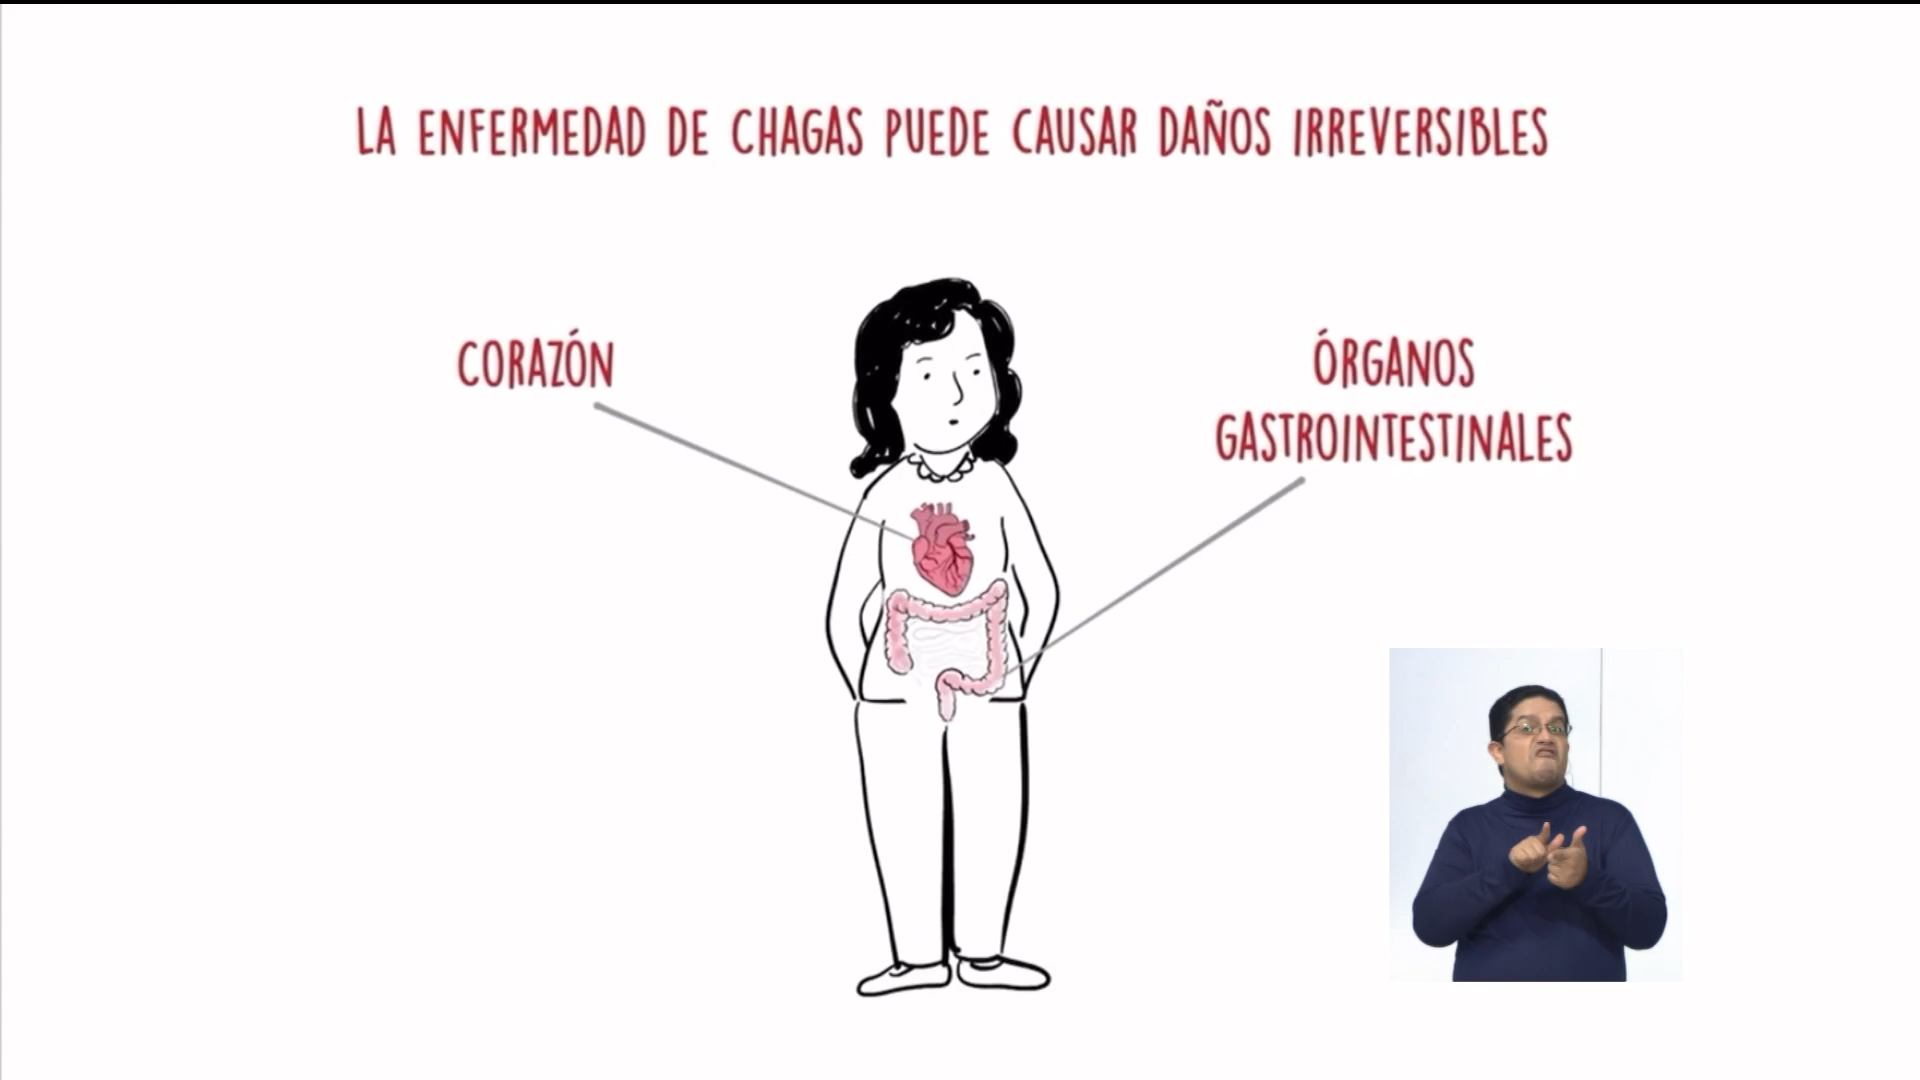 LA ENFERMEDAD DE CHAGAS PUEDE CAUSAR DAÑOS IRREVERSIBLES
CORAZÓN
ÓRGANOS
GASTROINTESTINALES